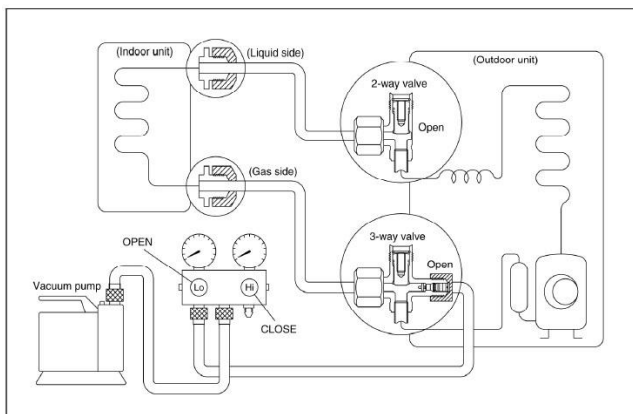 (Indoor unit)
(Liquid side)
2-way valve
(Outdoor unit)
Open
(Gas side)
3-way valve
Open
OPEN
Vacuum pump
Lo
Hi
CLOSE